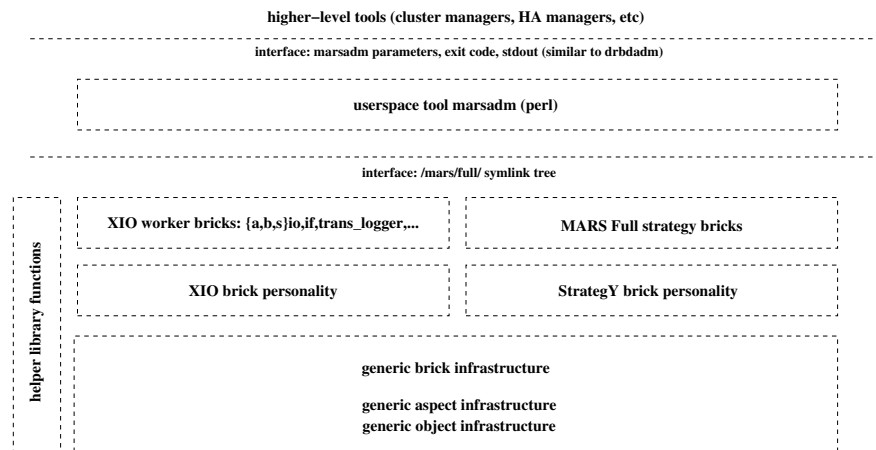 higher−level tools (cluster managers, HA managers, etc)
interface: marsadm parameters, exit code, stdout (similar to drbdadm)
userspace tool marsadm (perl)
interface: /mars/full/ symlink tree
helper library functions
XIO worker bricks: {a,b,s}io,if,trans_logger,...
MARS Full strategy bricks
XIO brick personality
StrategY brick personality
generic brick infrastructure
generic aspect infrastructure
generic object infrastructure